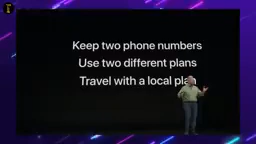 Keep two phone numbers
Use two different plans
Travel with a local plan